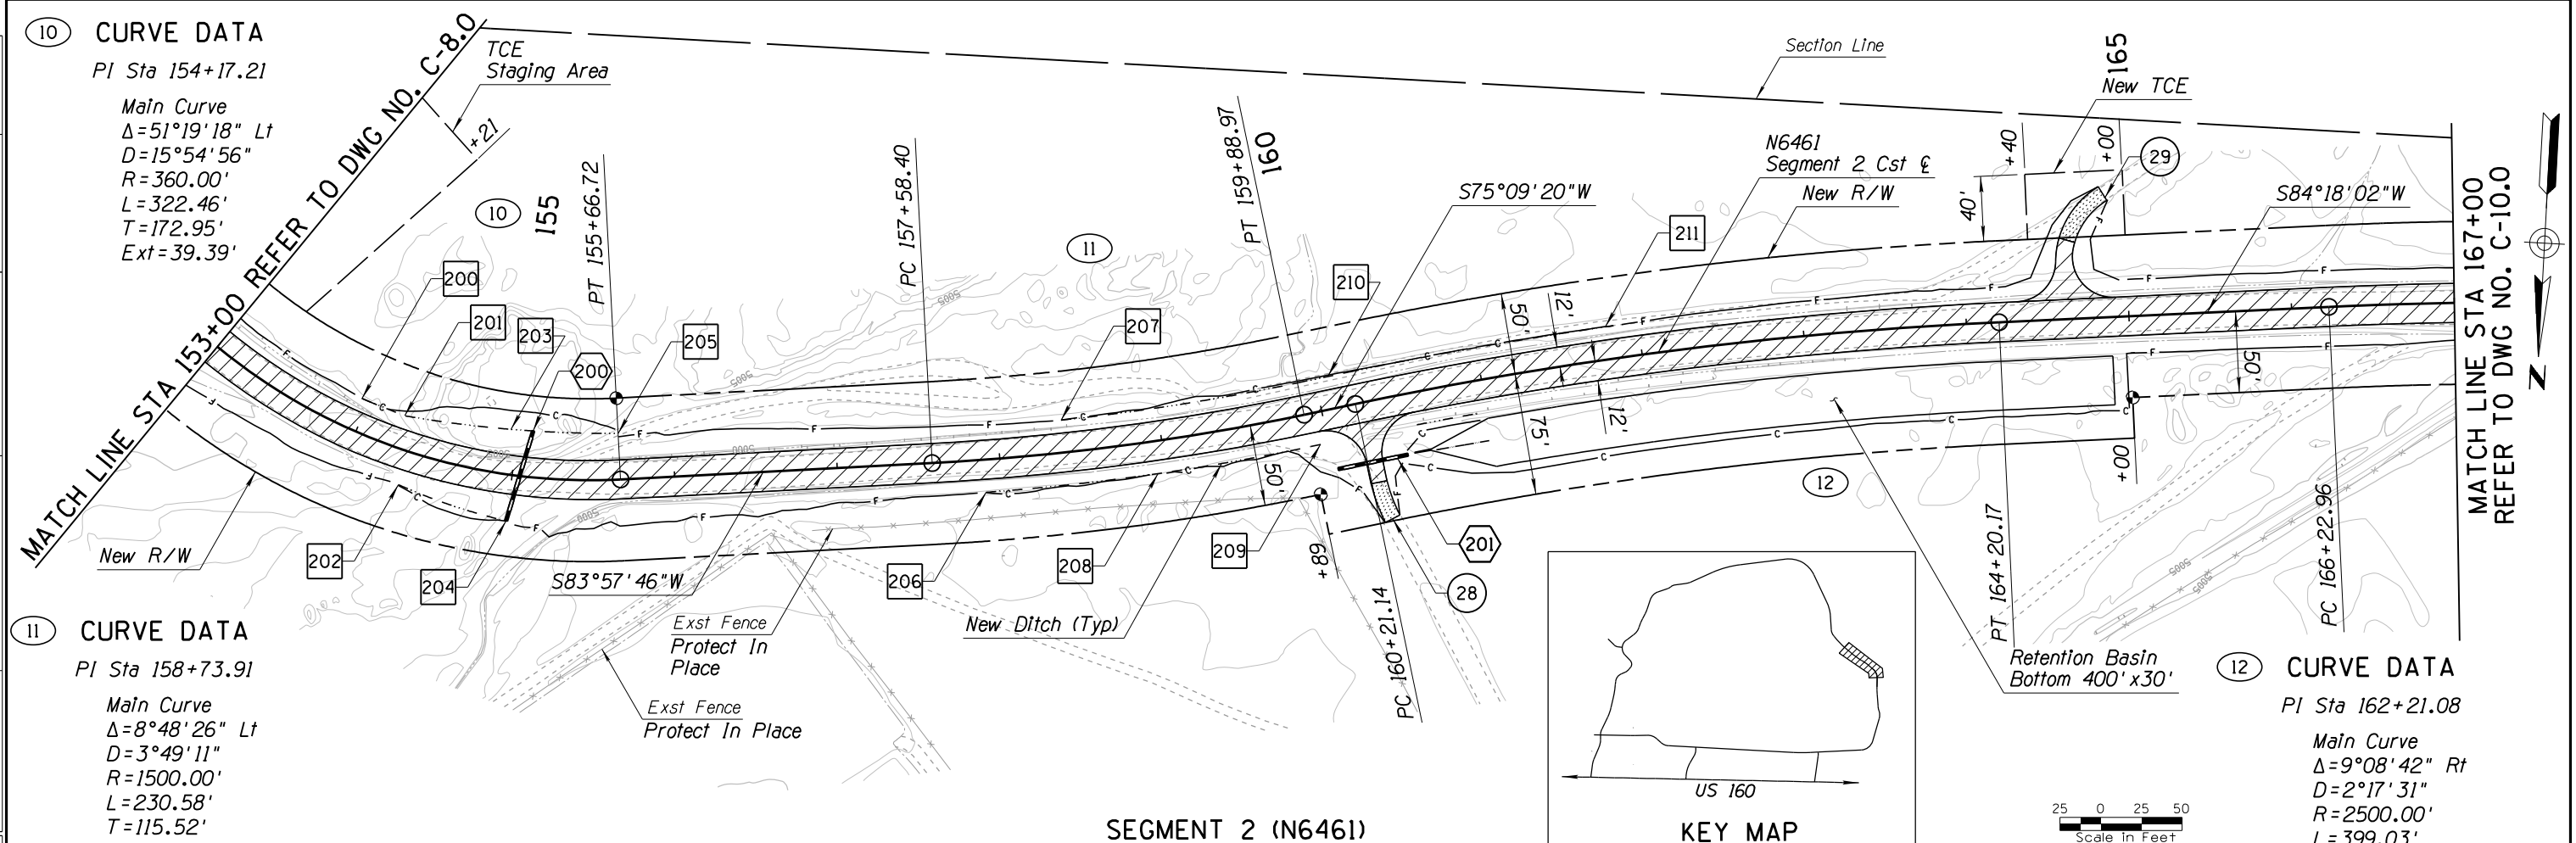 10 CURVE DATA
PI Sta 154+17.21
Main Curve
Δ=51°19'18" Lt
D=15°54'56"
R=360.00'
L=322.46'
T=172.95'
Ext=39.39'
MATCH LINE STA 153+00 REFER TO DWG NO. C-8.0
TCE
Staging Area
+21
10
155
PT 155+66.72
PC 157+58.40
11
PT 159+88.97
160
S75°09'20"W
N6461
Segment 2 Cst ℄
New R/W
Section Line
165
New TCE
+40
+00
40'
29
S84°18'02"W
MATCH LINE STA 167+00
REFER TO DWG NO. C-10.0
N
200
201
203
200
205
207
210
211
50'
12'
75'
12'
50'
50'
F
C
5005
New R/W
202
204
S83°57'46"W
206
208
209
New Ditch (Typ)
+89
201
28
PC 160+21.14
12
+00
PT 164+20.17
PC 166+22.96
Exst Fence
Protect In
Place
Exst Fence
Protect In Place
Retention Basin
Bottom 400'x30'
11 CURVE DATA
PI Sta 158+73.91
Main Curve
Δ=8°48'26" Lt
D=3°49'11"
R=1500.00'
L=230.58'
T=115.52'
SEGMENT 2 (N6461)
US 160
KEY MAP
25 0 25 50
Scale in Feet
12 CURVE DATA
PI Sta 162+21.08
Main Curve
Δ=9°08'42" Rt
D=2°17'31"
R=2500.00'
L=399.03'